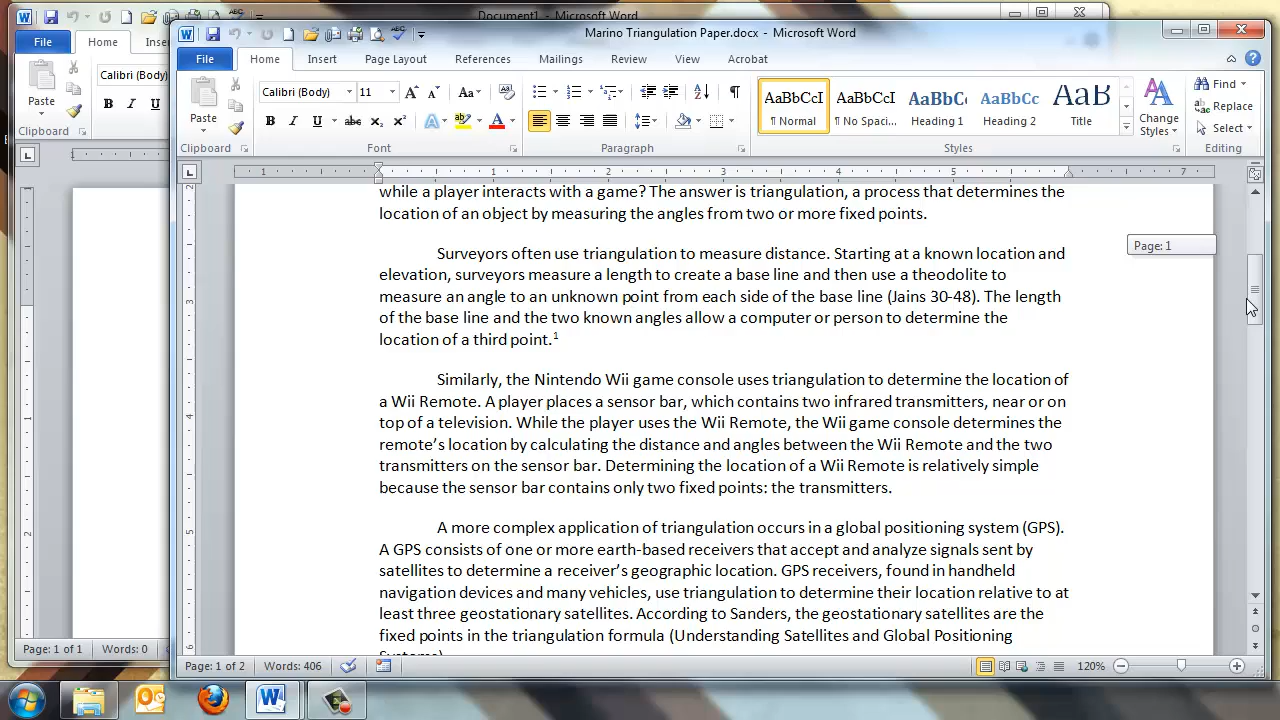 Document1 - Microsoft Word
File
Home
Inser
Calibri (Body)
Paste
B I U
Clipboard
Marino Triangulation Paper.docx - Microsoft Word
File Home Insert Page Layout References Mailings Review View Acrobat
Paste
Clipboard
Calibri (Body) 11
B I U abc
Font
Paragraph
AaBbCcI AaBbCcI AaBbCc AaBbCcI AaB
¶ Normal ¶ No Spaci... Heading 1 Heading 2 Title
Change Styles
Styles
Find
Replace
Select
Editing
while a player interacts with a game? The answer is triangulation, a process that determines the
location of an object by measuring the angles from two or more fixed points.
Page: 1
Surveyors often use triangulation to measure distance. Starting at a known location and
elevation, surveyors measure a length to create a base line and then use a theodolite to
measure an angle to an unknown point from each side of the base line (Jains 30-48). The length
of the base line and the two known angles allow a computer or person to determine the
location of a third point.¹
Similarly, the Nintendo Wii game console uses triangulation to determine the location of
a Wii Remote. A player places a sensor bar, which contains two infrared transmitters, near or on
top of a television. While the player uses the Wii Remote, the Wii game console determines the
remote's location by calculating the distance and angles between the Wii Remote and the two
transmitters on the sensor bar. Determining the location of a Wii Remote is relatively simple
because the sensor bar contains only two fixed points: the transmitters.
A more complex application of triangulation occurs in a global positioning system (GPS).
A GPS consists of one or more earth-based receivers that accept and analyze signals sent by
satellites to determine a receiver's geographic location. GPS receivers, found in handheld
navigation devices and many vehicles, use triangulation to determine their location relative to at
least three geostationary satellites. According to Sanders, the geostationary satellites are the
fixed points in the triangulation formula (Understanding Satellites and Global Positioning
Systems)
Page: 1 of 1 Words: 0
Page: 1 of 2 Words: 406
120%